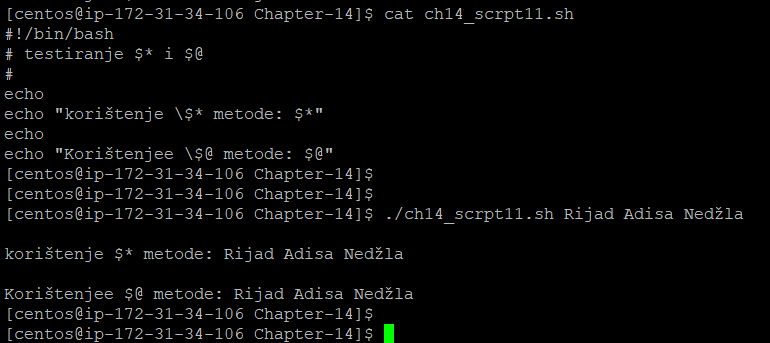 [centos@ip-172-31-34-106 Chapter-14]$ cat ch14_scrpt11.sh
#!/bin/bash
# testiranje $* i $@
#
echo
echo "korištenje \$* metode: $*"
echo
echo "Korištenjee \$@ metode: $@"
[centos@ip-172-31-34-106 Chapter-14]$
[centos@ip-172-31-34-106 Chapter-14]$
[centos@ip-172-31-34-106 Chapter-14]$ ./ch14_scrpt11.sh Rijad Adisa Nedžla
korištenje $* metode: Rijad Adisa Nedžla
Korištenjee $@ metode: Rijad Adisa Nedžla
[centos@ip-172-31-34-106 Chapter-14]$
[centos@ip-172-31-34-106 Chapter-14]$